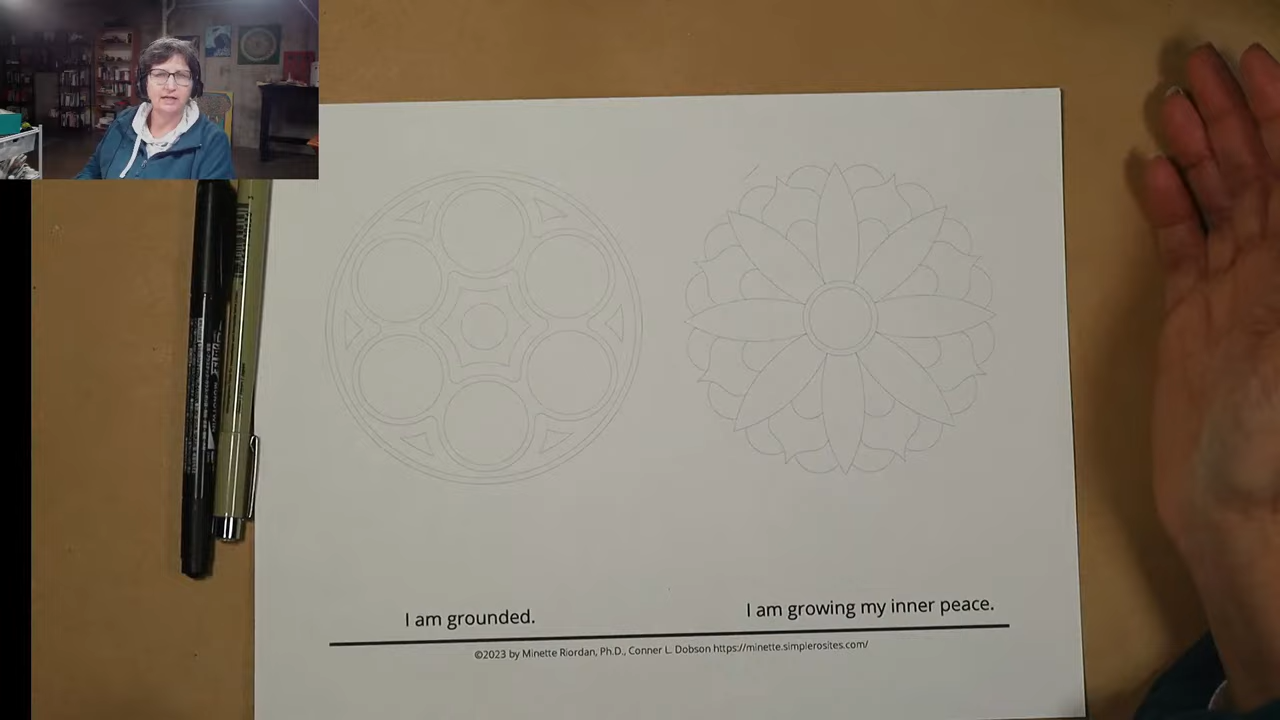 I am grounded.
I am growing my inner peace.
©2023 by Minette Riordan, Ph.D., Conner L. Dobson https://minette.simplerosites.com/